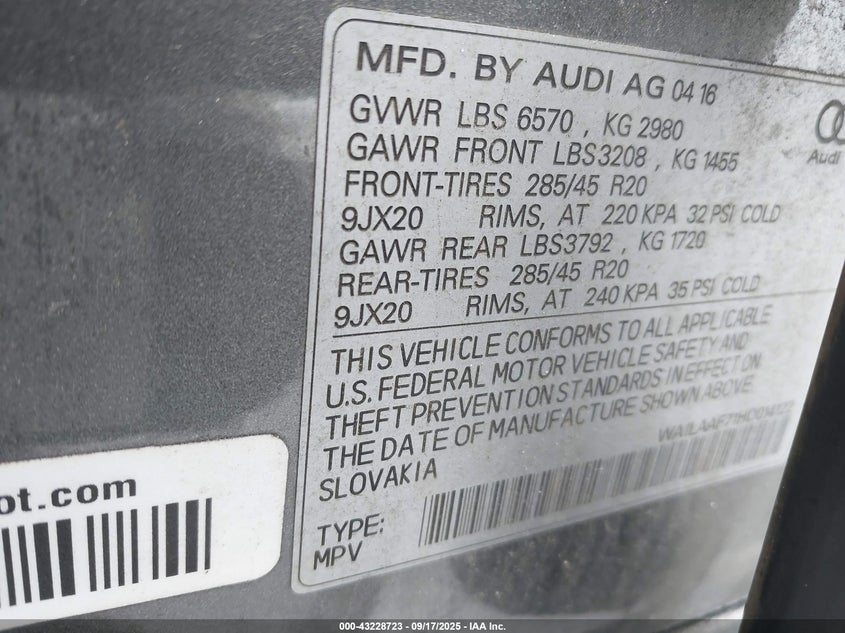 MFD. BY AUDI AG 04 16
GVWR LBS 6570 , KG 2980
GAWR FRONT LBS3208 , KG 1455
FRONT-TIRES 285/45 R20
9JX20 RIMS, AT 220 KPA 32 PSI COLD
GAWR REAR LBS3792 , KG 1720
REAR-TIRES 285/45 R20
9JX20 RIMS, AT 240 KPA 35 PSI COLD
Audi
THIS VEHICLE CONFORMS TO ALL APPLICABLE
U.S. FEDERAL MOTOR VEHICLE SAFETY AND
THEFT PREVENTION STANDARDS IN EFFECT ON
THE DATE OF MANUFACTURE SHOWN ABOVE.
SLOVAKIA
TYPE:
MPV
ot.com
000-43228723 - 09/17/2025 - IAA Inc.